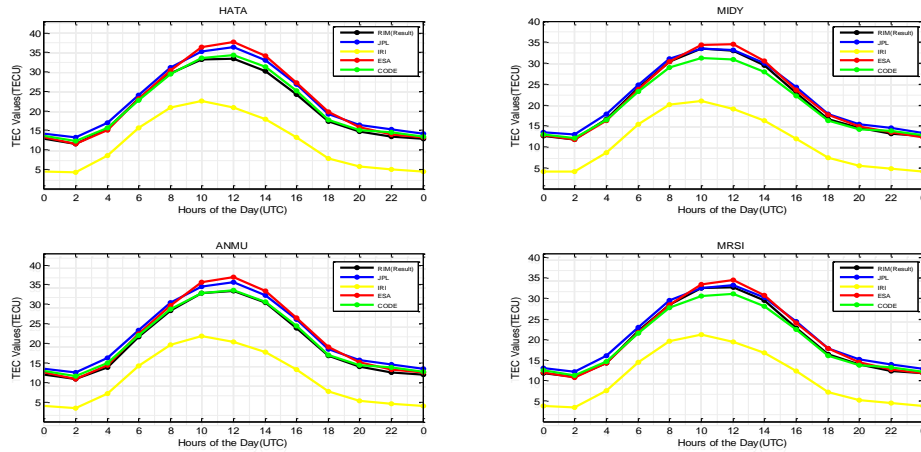 HATA
TEC Values(TECU)
40
35
30
25
20
15
10
5
0 2 4 6 8 10 12 14 16 18 20 22 0
Hours of the Day(UTC)
RIM(Result)
JPL
IRI
ESA
CODE
MIDY
TEC Values(TECU)
40
35
30
25
20
15
10
5
0 2 4 6 8 10 12 14 16 18 20 22 0
Hours of the Day(UTC)
RIM(Result)
JPL
IRI
ESA
CODE
ANMU
TEC Values(TECU)
40
35
30
25
20
15
10
5
0 2 4 6 8 10 12 14 16 18 20 22 0
Hours of the Day(UTC)
RIM(Result)
JPL
IRI
ESA
CODE
MRSI
TEC Values(TECU)
40
35
30
25
20
15
10
5
0 2 4 6 8 10 12 14 16 18 20 22 0
Hours of the Day(UTC)
RIM(Result)
JPL
IRI
ESA
CODE